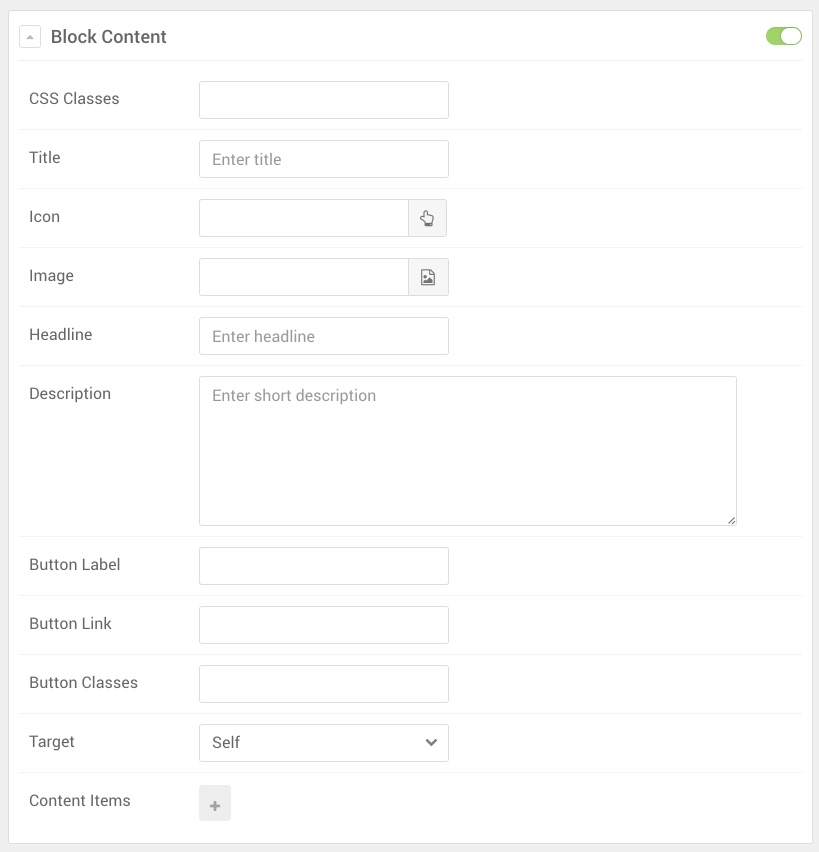 Block Content
CSS Classes
Title
Enter title
Icon
Image
Headline
Enter headline
Description
Enter short description
Button Label
Button Link
Button Classes
Target
Self
Content Items